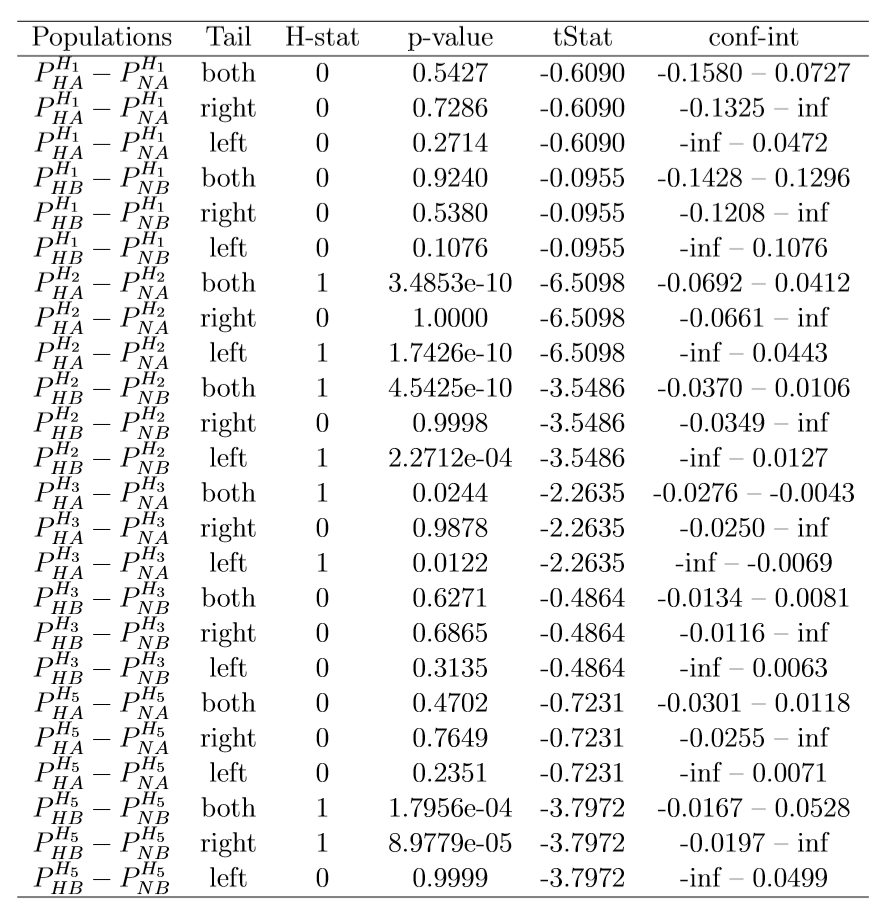 Populations Tail H-stat p-value tStat conf-int
$P_{HA}^{H_1} - P_{NA}^{H_1}$ both 0 0.5427 -0.6090 -0.1580 – 0.0727
$P_{HA}^{H_1} - P_{NA}^{H_1}$ right 0 0.7286 -0.6090 -0.1325 – inf
$P_{HA}^{H_1} - P_{NA}^{H_1}$ left 0 0.2714 -0.6090 -inf – 0.0472
$P_{HB}^{H_1} - P_{NB}^{H_1}$ both 0 0.9240 -0.0955 -0.1428 – 0.1296
$P_{HB}^{H_1} - P_{NB}^{H_1}$ right 0 0.5380 -0.0955 -0.1208 – inf
$P_{HB}^{H_1} - P_{NB}^{H_1}$ left 0 0.1076 -0.0955 -inf – 0.1076
$P_{HA}^{H_2} - P_{NA}^{H_2}$ both 1 3.4853e-10 -6.5098 -0.0692 – 0.0412
$P_{HA}^{H_2} - P_{NA}^{H_2}$ right 0 1.0000 -6.5098 -0.0661 – inf
$P_{HA}^{H_2} - P_{NA}^{H_2}$ left 1 1.7426e-10 -6.5098 -inf – 0.0443
$P_{HB}^{H_2} - P_{NB}^{H_2}$ both 1 4.5425e-10 -3.5486 -0.0370 – 0.0106
$P_{HB}^{H_2} - P_{NB}^{H_2}$ right 0 0.9998 -3.5486 -0.0349 – inf
$P_{HB}^{H_2} - P_{NB}^{H_2}$ left 1 2.2712e-04 -3.5486 -inf – 0.0127
$P_{HA}^{H_3} - P_{NA}^{H_3}$ both 1 0.0244 -2.2635 -0.0276 – -0.0043
$P_{HA}^{H_3} - P_{NA}^{H_3}$ right 0 0.9878 -2.2635 -0.0250 – inf
$P_{HA}^{H_3} - P_{NA}^{H_3}$ left 1 0.0122 -2.2635 -inf – -0.0069
$P_{HB}^{H_3} - P_{NB}^{H_3}$ both 0 0.6271 -0.4864 -0.0134 – 0.0081
$P_{HB}^{H_3} - P_{NB}^{H_3}$ right 0 0.6865 -0.4864 -0.0116 – inf
$P_{HB}^{H_3} - P_{NB}^{H_3}$ left 0 0.3135 -0.4864 -inf – 0.0063
$P_{HA}^{H_5} - P_{NA}^{H_5}$ both 0 0.4702 -0.7231 -0.0301 – 0.0118
$P_{HA}^{H_5} - P_{NA}^{H_5}$ right 0 0.7649 -0.7231 -0.0255 – inf
$P_{HA}^{H_5} - P_{NA}^{H_5}$ left 0 0.2351 -0.7231 -inf – 0.0071
$P_{HB}^{H_5} - P_{NB}^{H_5}$ both 1 1.7956e-04 -3.7972 -0.0167 – 0.0528
$P_{HB}^{H_5} - P_{NB}^{H_5}$ right 1 8.9779e-05 -3.7972 -0.0197 – inf
$P_{HB}^{H_5} - P_{NB}^{H_5}$ left 0 0.9999 -3.7972 -inf – 0.0499